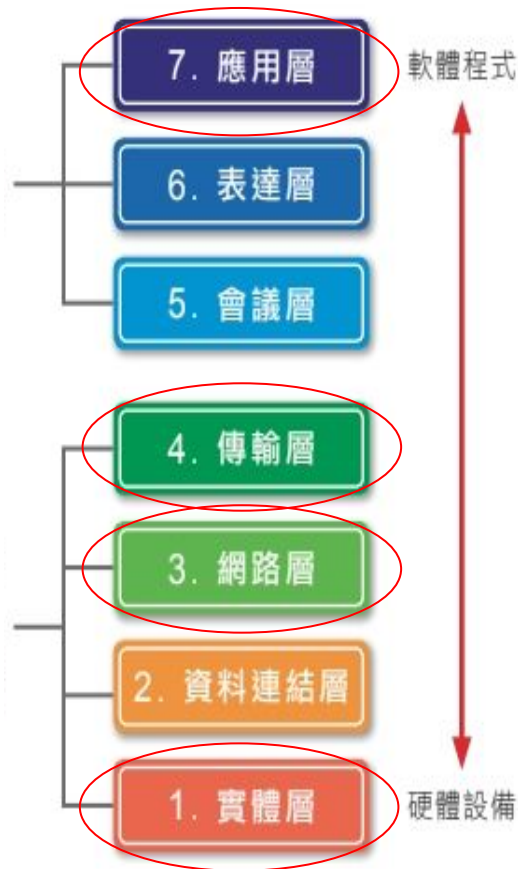 7. 應用層
軟體程式
6. 表達層
5. 會議層
4. 傳輸層
3. 網路層
2. 資料連結層
1. 實體層
硬體設備